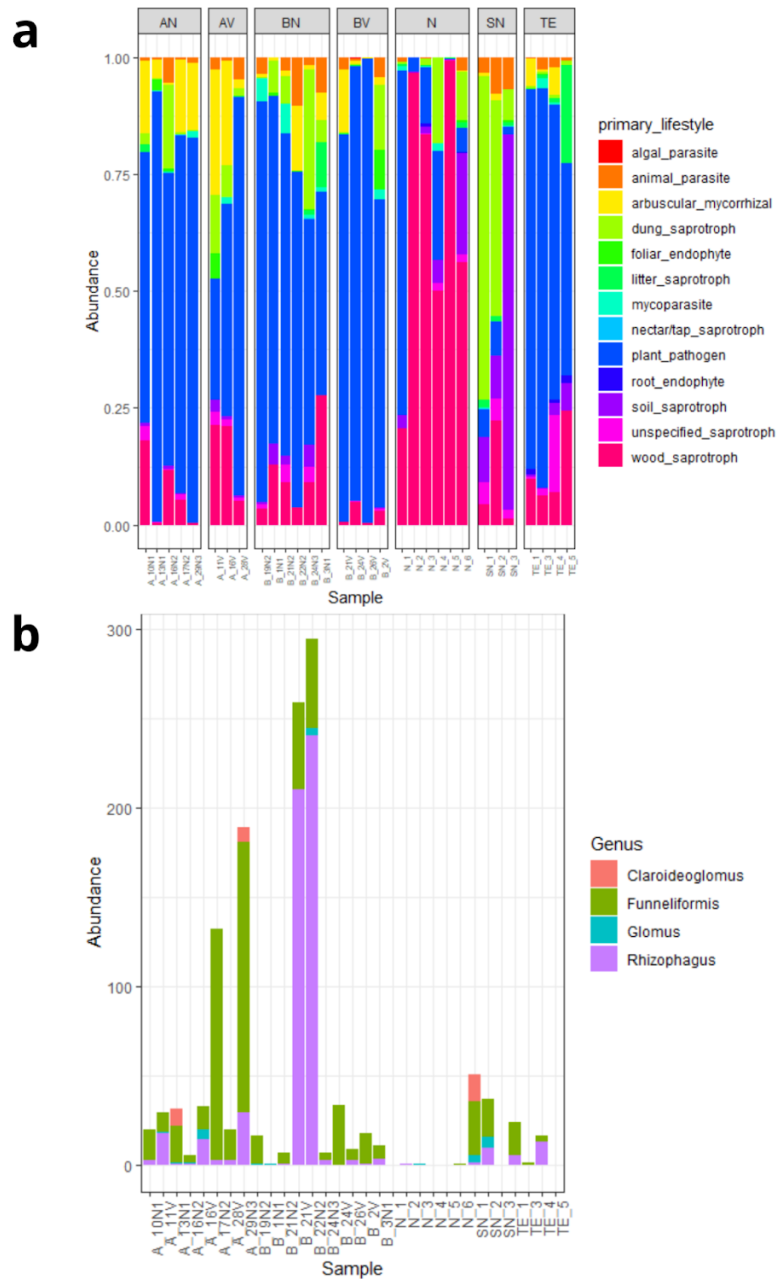 a
AN AV BN BV N SN TE
1.00
0.75
0.50
0.25
0.00
Abundance
A_10N1 A_13N1 A_16N2 A_17N2 A_29N3 A_11V A_16V A_28V B_19N2 B_1N1 B_21N2 B_22N2 B_24N3 B_3N1 B_21V B_24V B_26V B_2V N_1 N_2 N_3 N_4 N_5 N_6 SN_1 SN_2 SN_3 TE_1 TE_3 TE_4 TE_5
Sample
primary_lifestyle
algal_parasite
animal_parasite
arbuscular_mycorrhizal
dung_saprotroph
foliar_endophyte
litter_saprotroph
mycoparasite
nectar/tap_saprotroph
plant_pathogen
root_endophyte
soil_saprotroph
unspecified_saprotroph
wood_saprotroph
b
300
200
100
0
Abundance
A_10N1 A_11V A_13N1 A_16N2 A_16V A_17N2 A_28V A_29N3 B_19N2 B_1N1 B_21N2 B_21V B_22N2 B_24N3 B_24V B_26V B_2V B_3N1 N_1 N_2 N_3 N_4 N_5 N_6 SN_1 SN_2 SN_3 TE_1 TE_3 TE_4 TE_5
Sample
Genus
Claroideoglomus
Funneliformis
Glomus
Rhizophagus